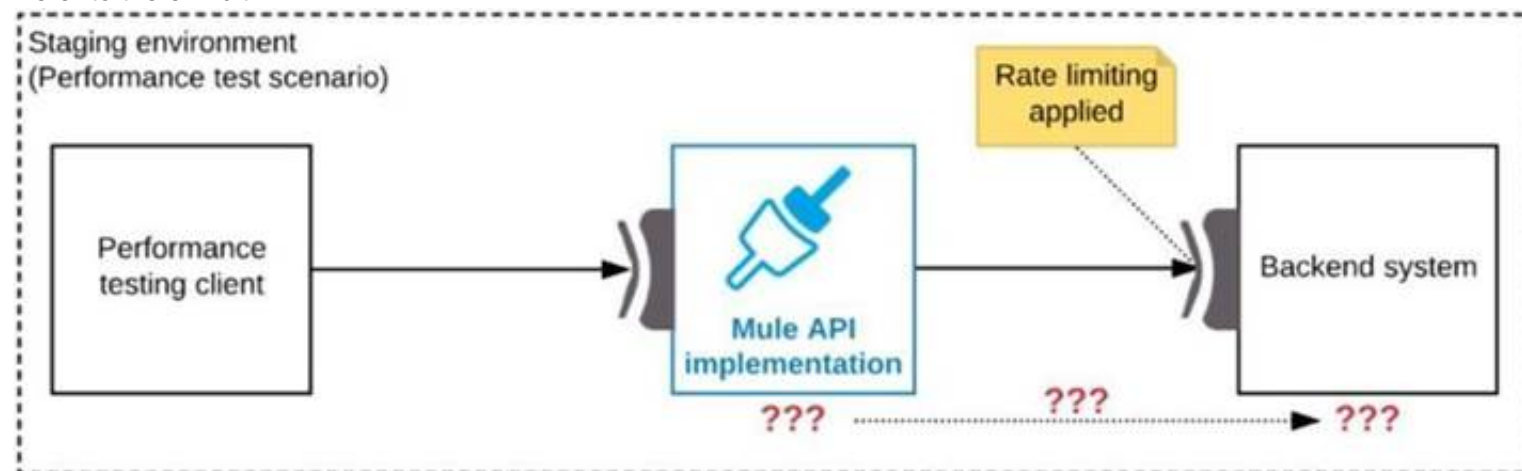 Staging environment
(Performance test scenario)
Rate limiting
applied
Performance
testing client
Mule API
implementation
Backend system
???
???
???